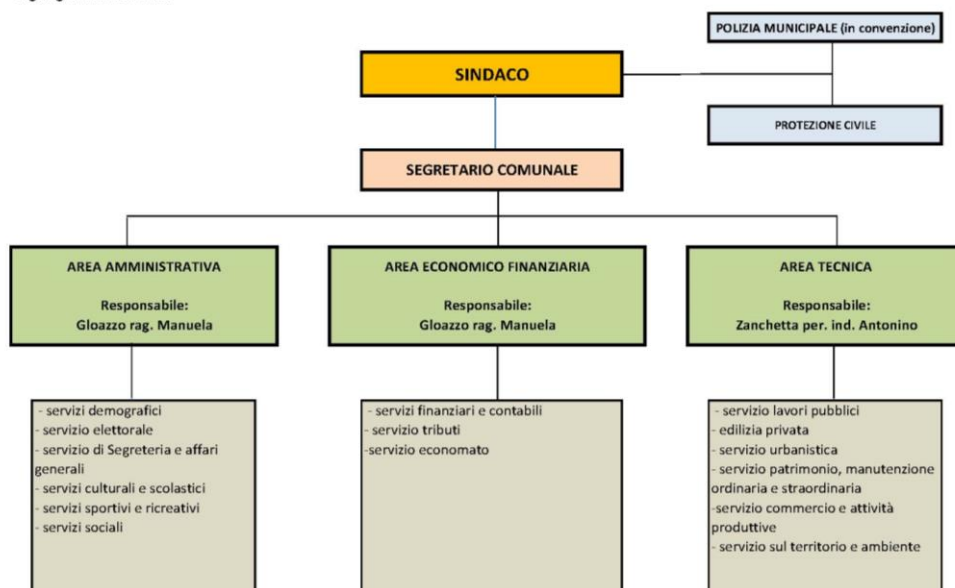 POLIZIA MUNICIPALE (in convenzione)
SINDACO
PROTEZIONE CIVILE
SEGRETARIO COMUNALE
AREA AMMINISTRATIVA
Responsabile:
Gloazzo rag. Manuela
AREA ECONOMICO FINANZIARIA
Responsabile:
Gloazzo rag. Manuela
AREA TECNICA
Responsabile:
Zanchetta per. ind. Antonino
- servizi demografici
- servizio elettorale
- servizio di Segreteria e affari
generali
- servizi culturali e scolastici
- servizi sportivi e ricreativi
- servizi sociali
- servizi finanziari e contabili
- servizio tributi
-servizio economato
- servizio lavori pubblici
- edilizia privata
- servizio urbanistica
- servizio patrimonio, manutenzione
ordinaria e straordinaria
-servizio commercio e attività
produttive
- servizio sul territorio e ambiente